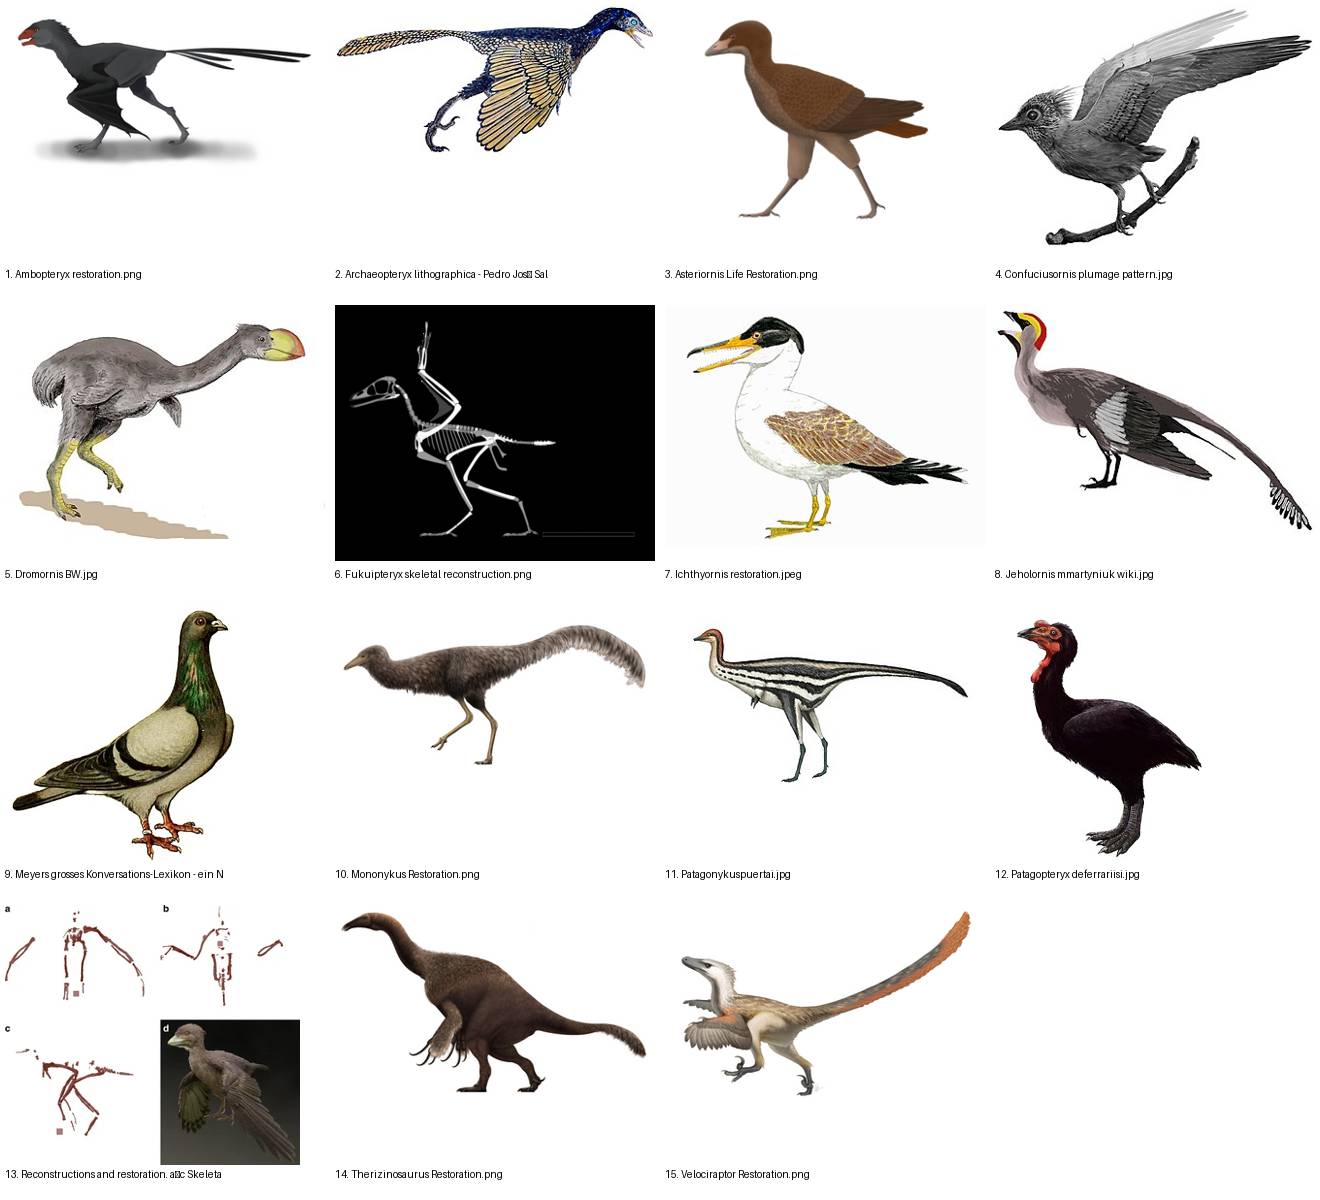 1. Ambopteryx restoration.png
2. Archaeopteryx lithographica - Pedro Jos□ Sal
3. Asteriornis Life Restoration.png
4. Confuciusornis plumage pattern.jpg
5. Dromornis BW.jpg
6. Fukuipteryx skeletal reconstruction.png
7. Ichthyornis restoration.jpeg
8. Jeholornis mmartyniuk wiki.jpg
9. Meyers grosses Konversations-Lexikon - ein N
10. Mononykus Restoration.png
11. Patagonykuspuertai.jpg
12. Patagopteryx deferrariisi.jpg
a
b
c
d
13. Reconstructions and restoration. a□c Skeleta
14. Therizinosaurus Restoration.png
15. Velociraptor Restoration.png